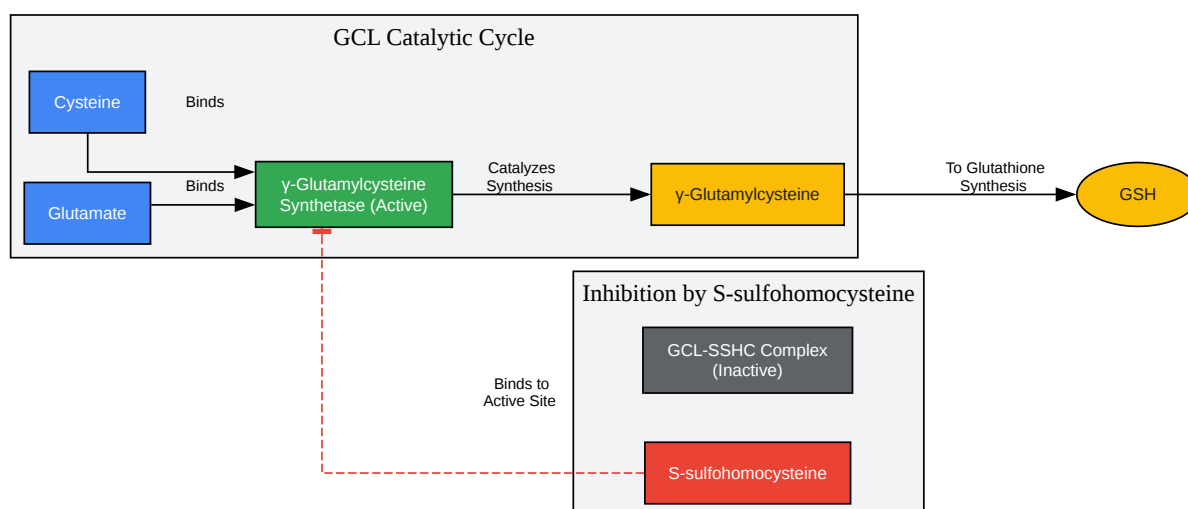 GCL Catalytic Cycle
Cysteine
Binds
Binds
Glutamate
γ-Glutamylcysteine
Synthetase (Active)
Catalyzes
Synthesis
γ-Glutamylcysteine
To Glutathione
Synthesis
GSH
Inhibition by S-sulfohomocysteine
GCL-SSHC Complex
(Inactive)
Binds to
Active Site
S-sulfohomocysteine